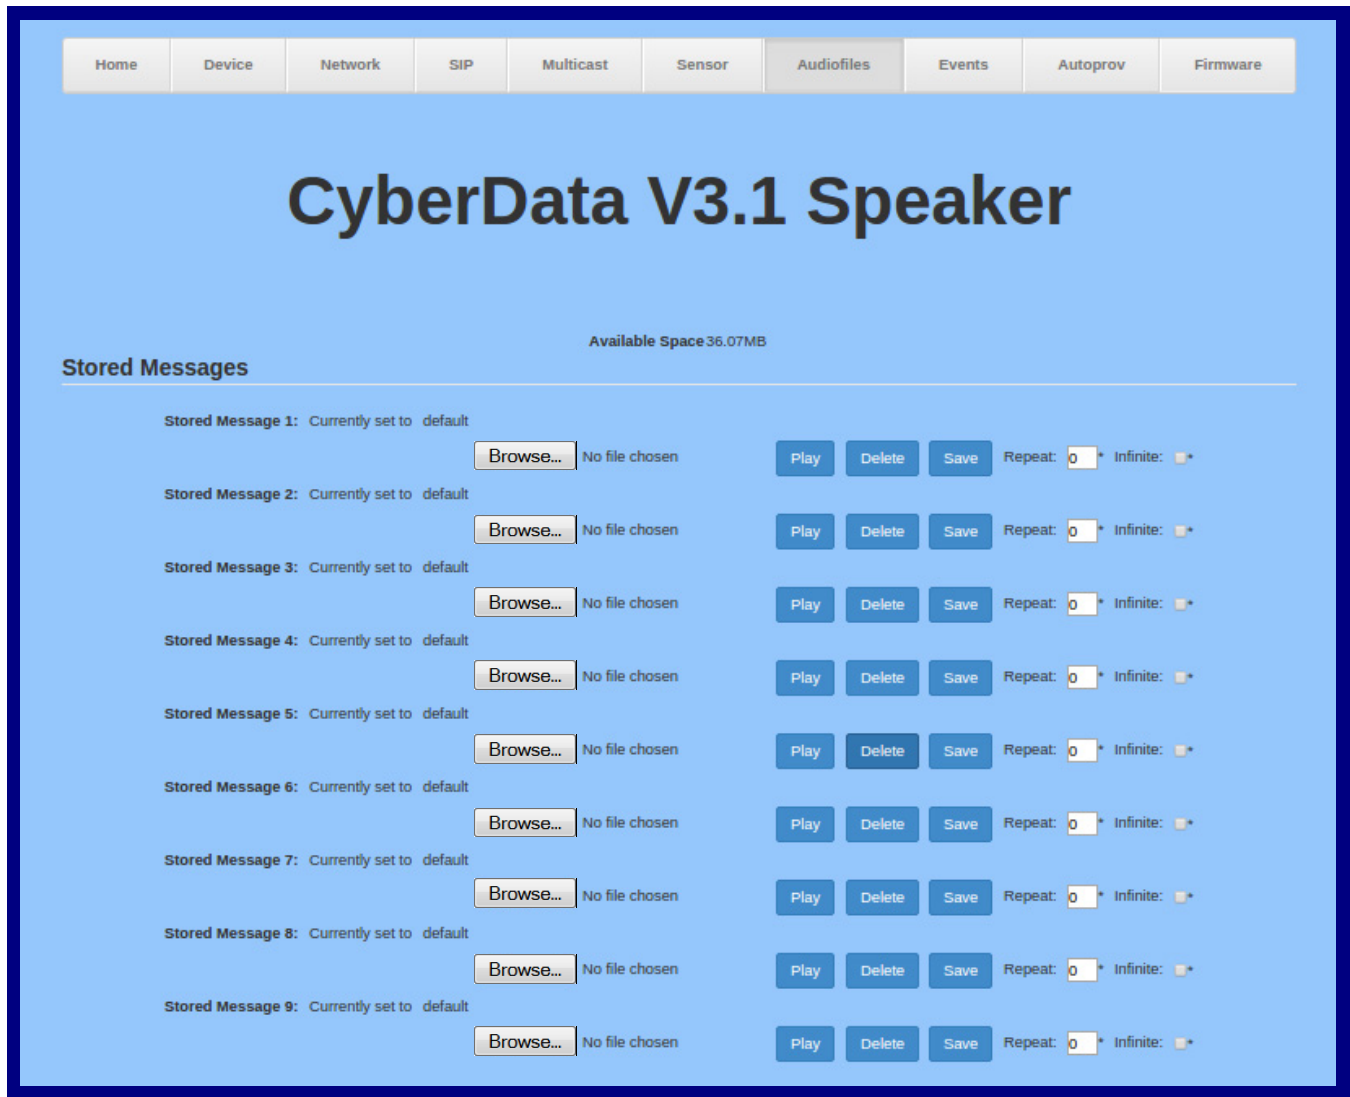 Home Device Network SIP Multicast Sensor Audiofiles Events Autoprov Firmware
CyberData V3.1 Speaker
Available Space 36.07MB
Stored Messages
Stored Message 1: Currently set to default
Browse... No file chosen Play Delete Save Repeat: 0 * Infinite: *
Stored Message 2: Currently set to default
Browse... No file chosen Play Delete Save Repeat: 0 * Infinite: *
Stored Message 3: Currently set to default
Browse... No file chosen Play Delete Save Repeat: 0 * Infinite: *
Stored Message 4: Currently set to default
Browse... No file chosen Play Delete Save Repeat: 0 * Infinite: *
Stored Message 5: Currently set to default
Browse... No file chosen Play Delete Save Repeat: 0 * Infinite: *
Stored Message 6: Currently set to default
Browse... No file chosen Play Delete Save Repeat: 0 * Infinite: *
Stored Message 7: Currently set to default
Browse... No file chosen Play Delete Save Repeat: 0 * Infinite: *
Stored Message 8: Currently set to default
Browse... No file chosen Play Delete Save Repeat: 0 * Infinite: *
Stored Message 9: Currently set to default
Browse... No file chosen Play Delete Save Repeat: 0 * Infinite: *